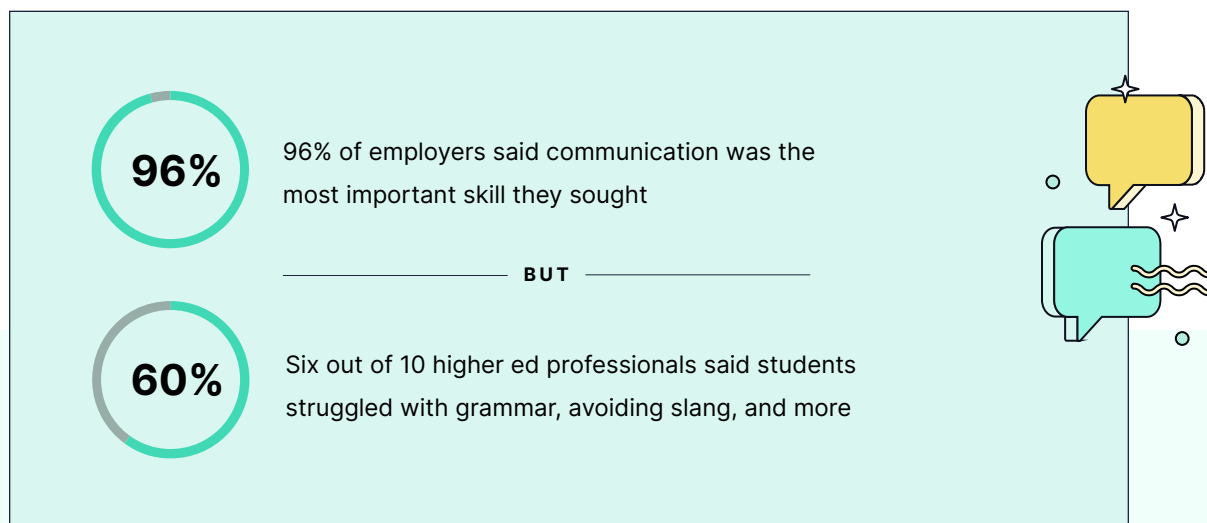 96%
96% of employers said communication was the
most important skill they sought
BUT
60%
Six out of 10 higher ed professionals said students
struggled with grammar, avoiding slang, and more